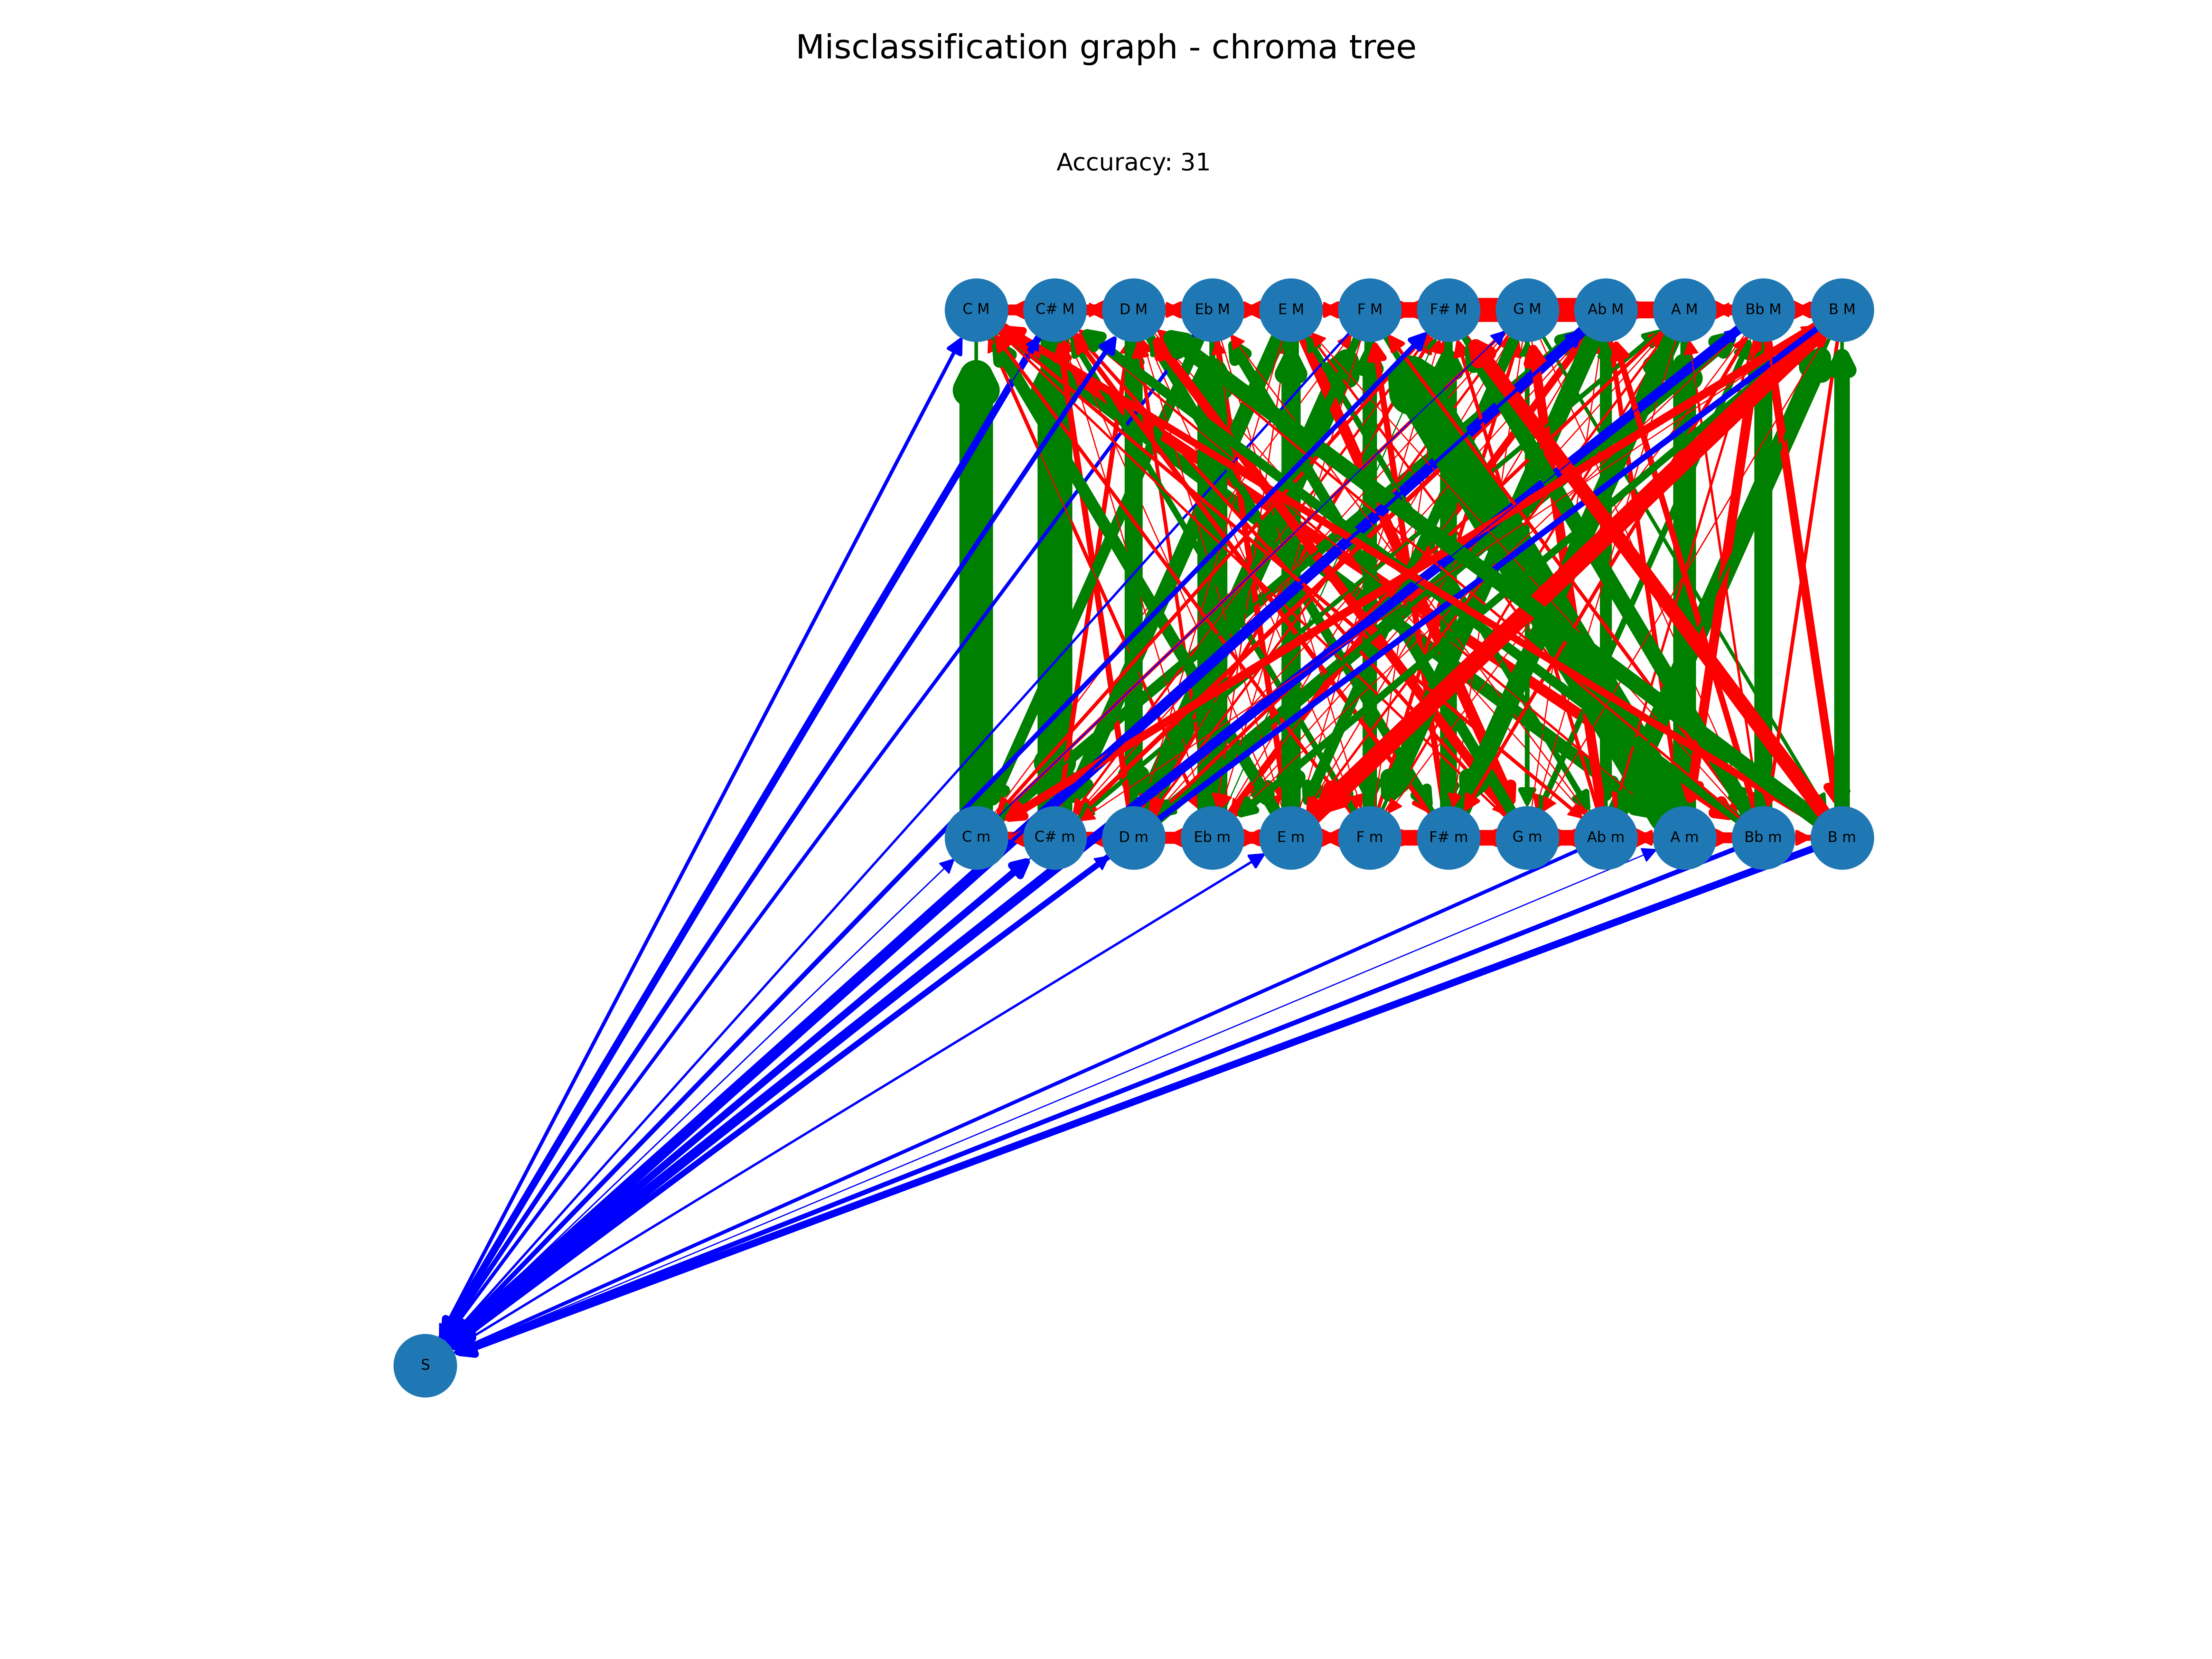 Misclassification graph - chroma tree
Accuracy: 31
C M C# M D M Eb M E M F M F# M G M Ab M A M Bb M B M
C m C# m D m Eb m E m F m F# m G m Ab m A m Bb m B m
S